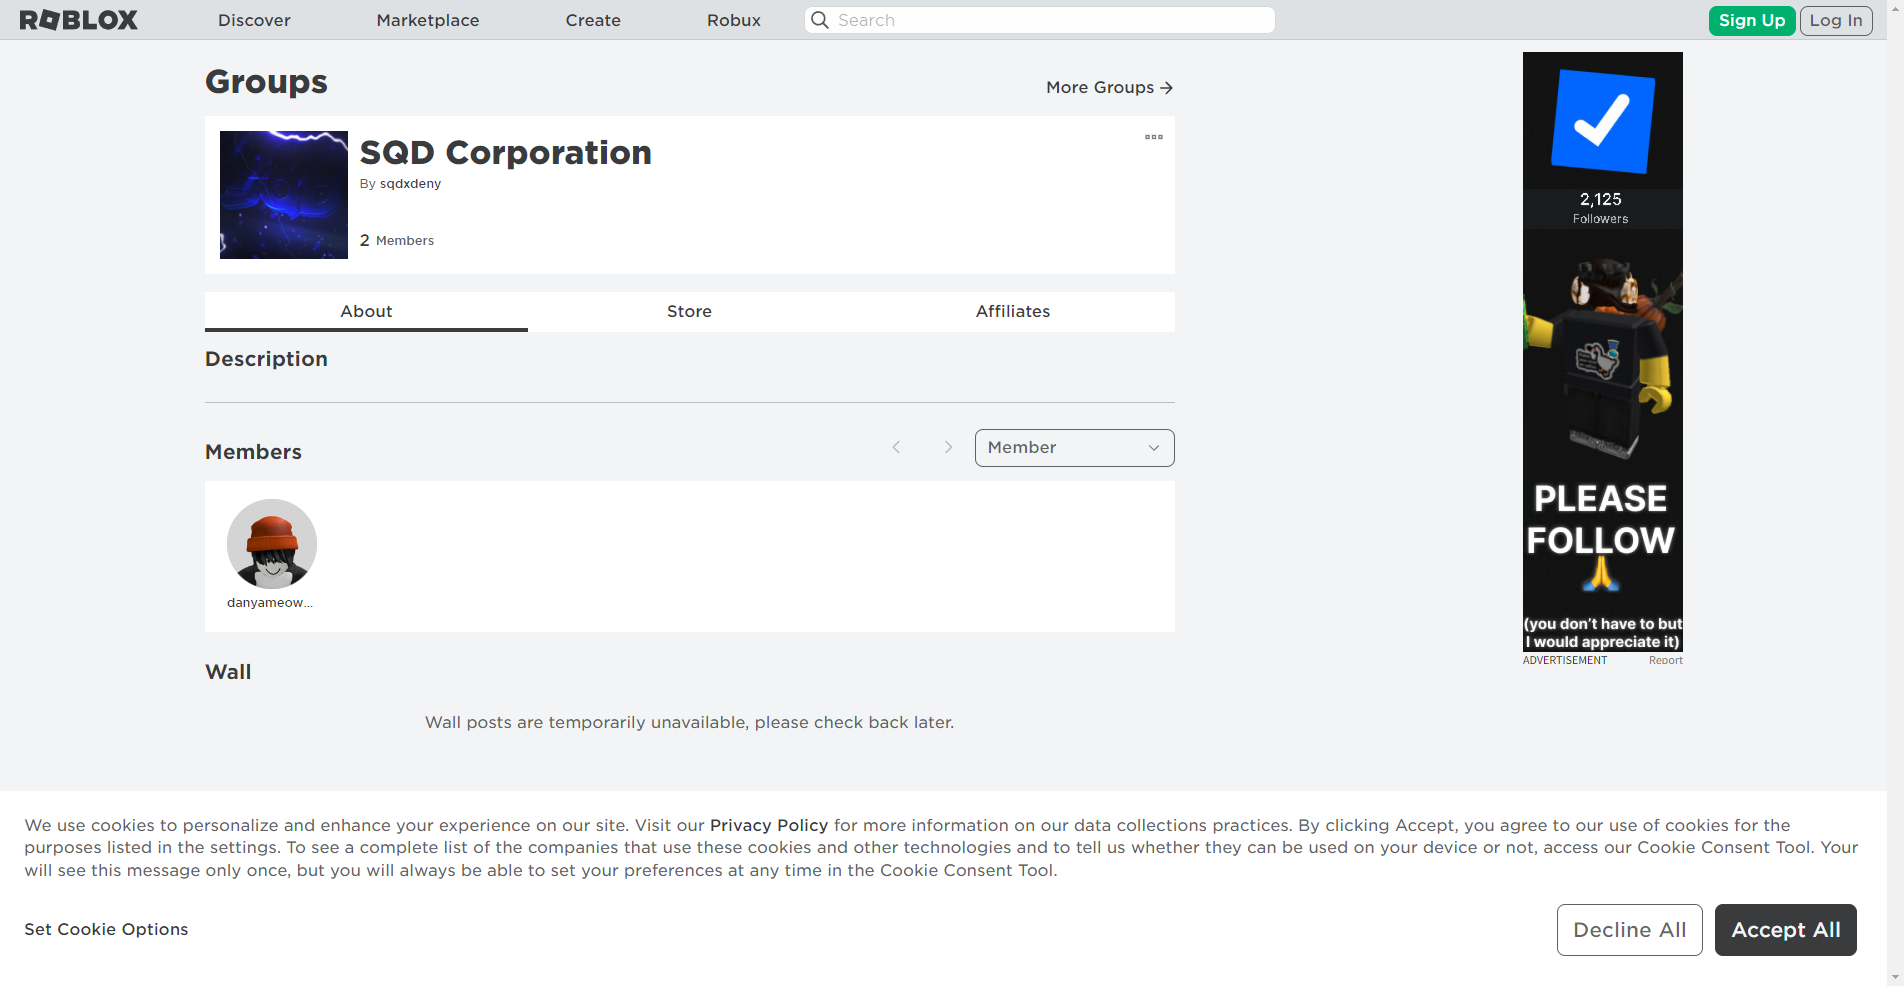 ROBLOX
Discover
Marketplace
Create
Robux
Search
Sign Up
Log In
Groups
More Groups
SQD Corporation
By sqdxdeny
2 Members
About
Store
Affiliates
Description
Members
Member
danyameow...
Wall
Wall posts are temporarily unavailable, please check back later.
2,125
Followers
PLEASE
FOLLOW
(you don't have to but
I would appreciate it)
ADVERTISEMENT
Report
We use cookies to personalize and enhance your experience on our site. Visit our Privacy Policy for more information on our data collections practices. By clicking Accept, you agree to our use of cookies for the
purposes listed in the settings. To see a complete list of the companies that use these cookies and other technologies and to tell us whether they can be used on your device or not, access our Cookie Consent Tool. Your
will see this message only once, but you will always be able to set your preferences at any time in the Cookie Consent Tool.
Set Cookie Options
Decline All
Accept All